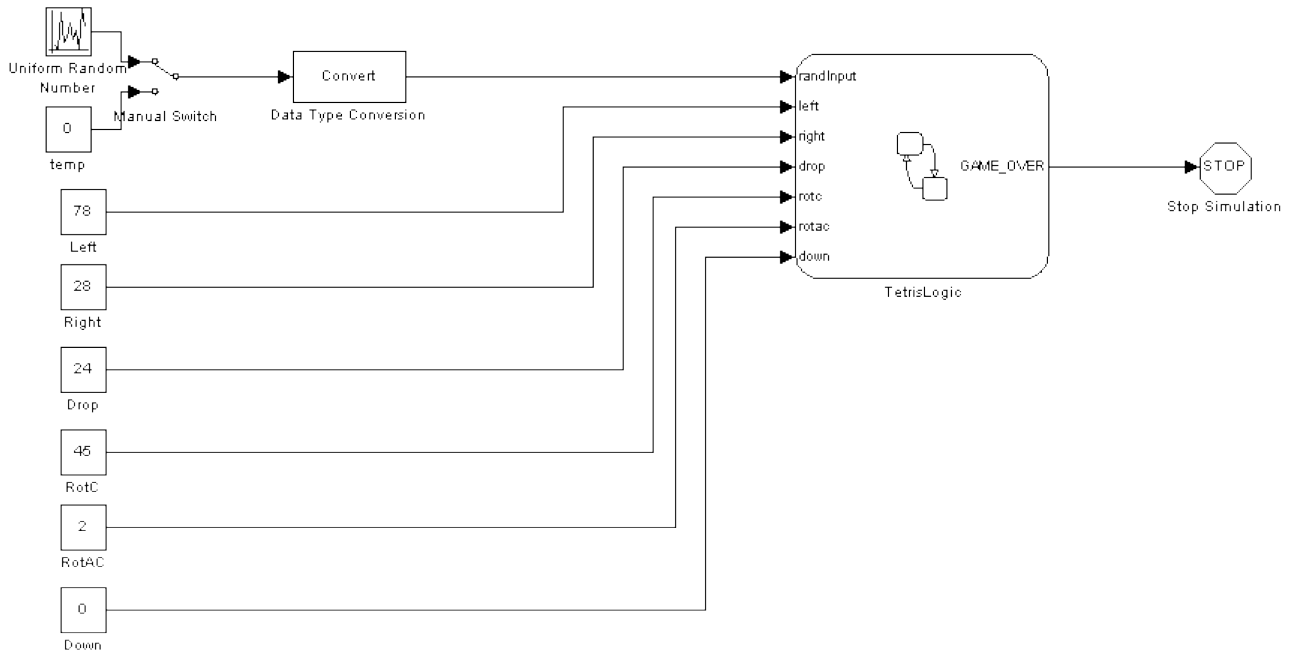 Uniform Random
Number
Manual Switch
0
temp
Convert
Data Type Conversion
78
Left
28
Right
24
Drop
45
RotC
2
RotAC
0
Down
randInput
left
right
drop
rotc
rotac
down
GAME_OVER
TetrisLogic
STOP
Stop Simulation